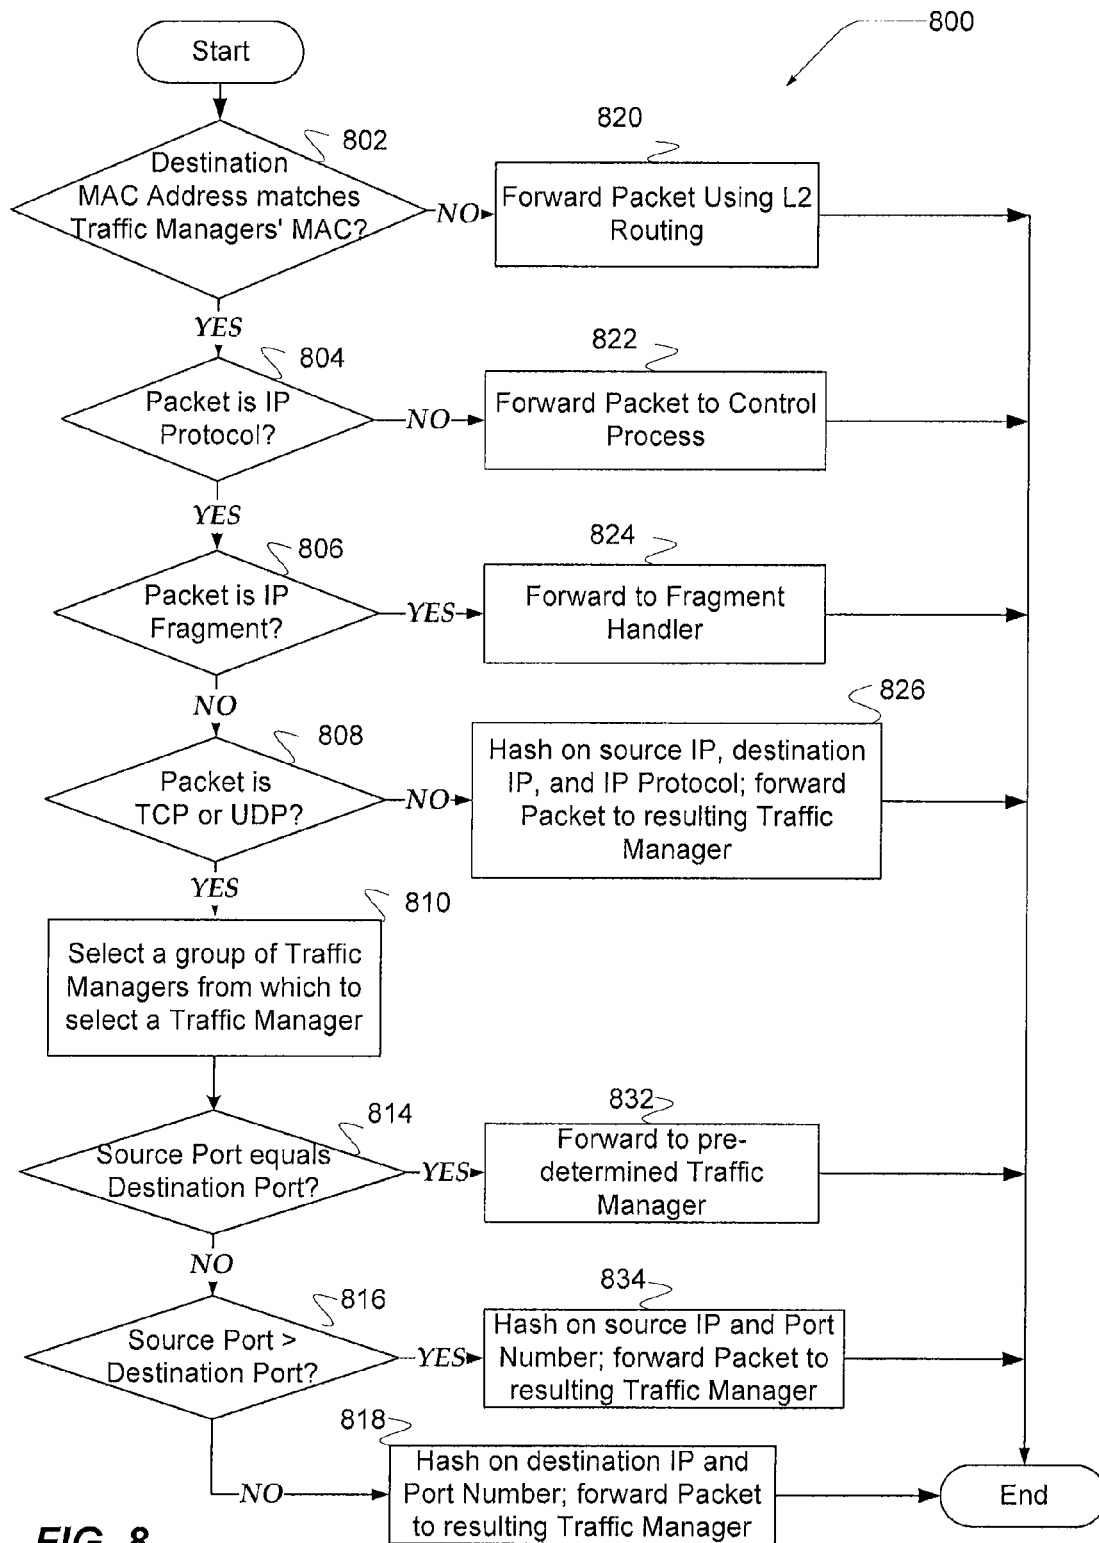 800
Start
802
Destination
MAC Address matches
Traffic Managers' MAC?
NO
820
Forward Packet Using L2
Routing
YES
804
Packet is IP
Protocol?
NO
822
Forward Packet to Control
Process
YES
806
Packet is IP
Fragment?
YES
824
Forward to Fragment
Handler
NO
808
Packet is
TCP or UDP?
NO
826
Hash on source IP, destination
IP, and IP Protocol; forward
Packet to resulting Traffic
Manager
YES
810
Select a group of Traffic
Managers from which to
select a Traffic Manager
814
Source Port equals
Destination Port?
YES
832
Forward to pre-
determined Traffic
Manager
NO
816
Source Port >
Destination Port?
YES
834
Hash on source IP and Port
Number; forward Packet to
resulting Traffic Manager
NO
818
Hash on destination IP and
Port Number; forward Packet
to resulting Traffic Manager
End
FIG. 8